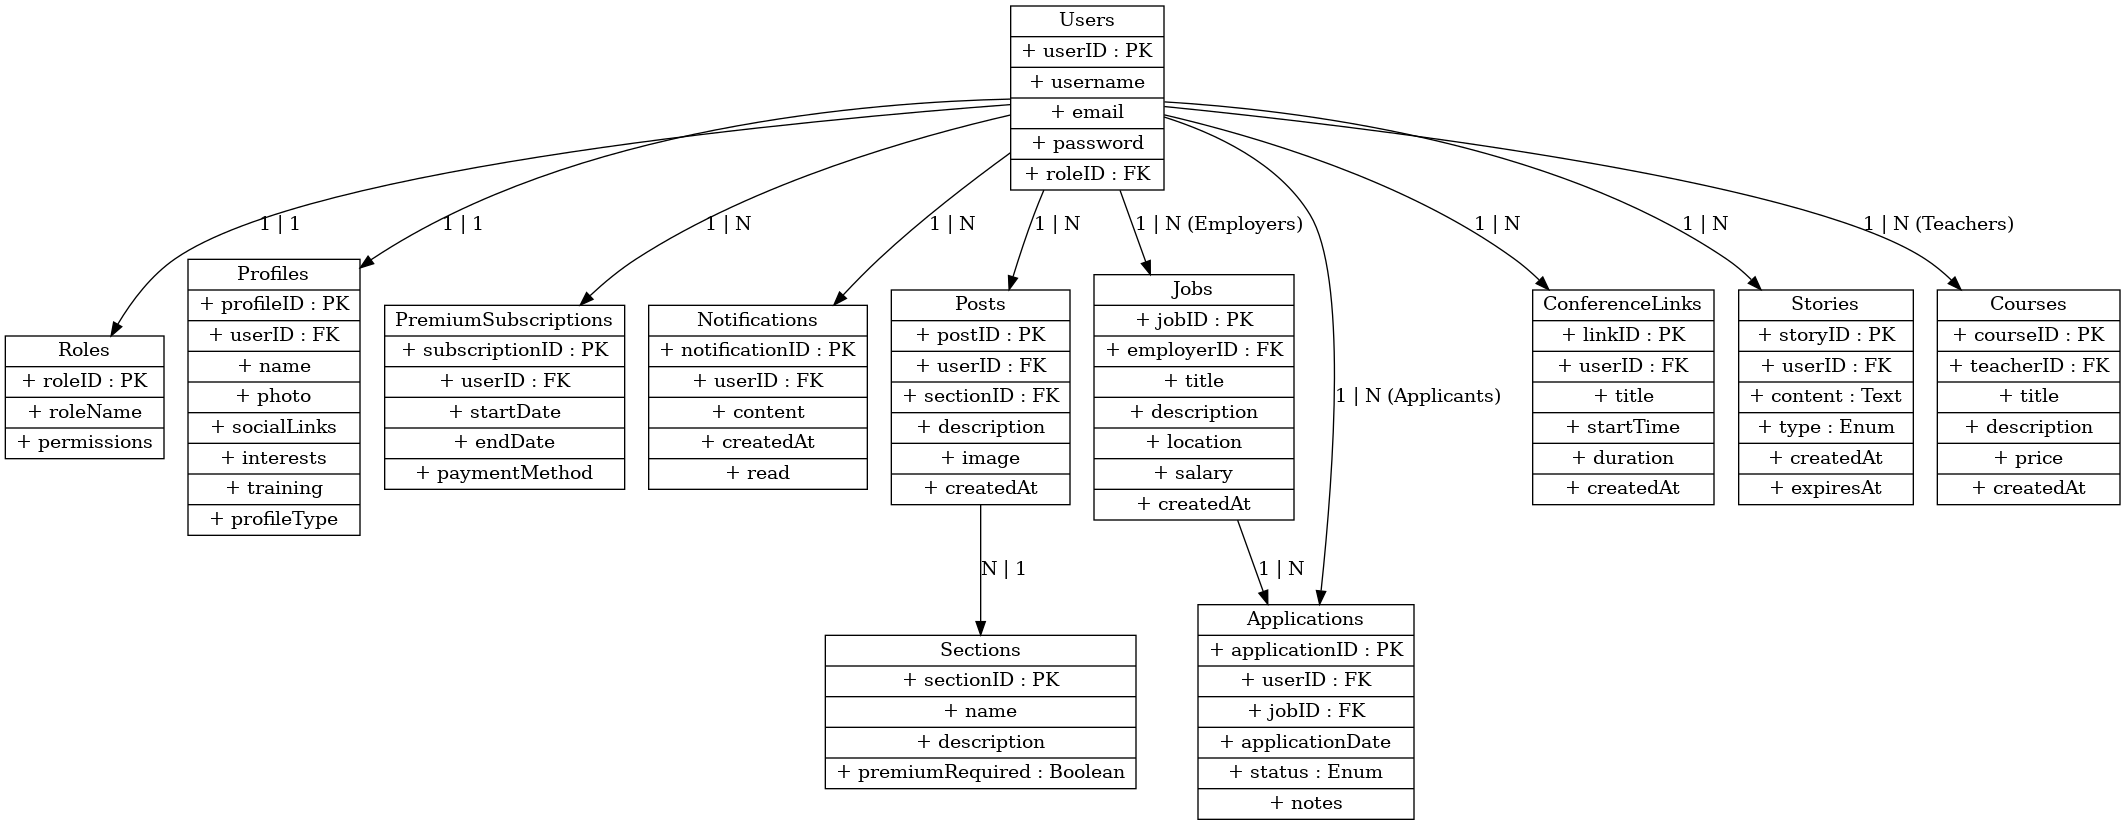 Users
+ userID : PK
+ username
+ email
+ password
+ roleID : FK
1 | 1
1 | 1
1 | N
1 | N
1 | N
1 | N (Employers)
1 | N
1 | N
1 | N (Teachers)
Roles
+ roleID : PK
+ roleName
+ permissions
Profiles
+ profileID : PK
+ userID : FK
+ name
+ photo
+ socialLinks
+ interests
+ training
+ profileType
PremiumSubscriptions
+ subscriptionID : PK
+ userID : FK
+ startDate
+ endDate
+ paymentMethod
Notifications
+ notificationID : PK
+ userID : FK
+ content
+ createdAt
+ read
Posts
+ postID : PK
+ userID : FK
+ sectionID : FK
+ description
+ image
+ createdAt
Jobs
+ jobID : PK
+ employerID : FK
+ title
+ description
+ location
+ salary
+ createdAt
1 | N (Applicants)
ConferenceLinks
+ linkID : PK
+ userID : FK
+ title
+ startTime
+ duration
+ createdAt
Stories
+ storyID : PK
+ userID : FK
+ content : Text
+ type : Enum
+ createdAt
+ expiresAt
Courses
+ courseID : PK
+ teacherID : FK
+ title
+ description
+ price
+ createdAt
N | 1
1 | N
Sections
+ sectionID : PK
+ name
+ description
+ premiumRequired : Boolean
Applications
+ applicationID : PK
+ userID : FK
+ jobID : FK
+ applicationDate
+ status : Enum
+ notes